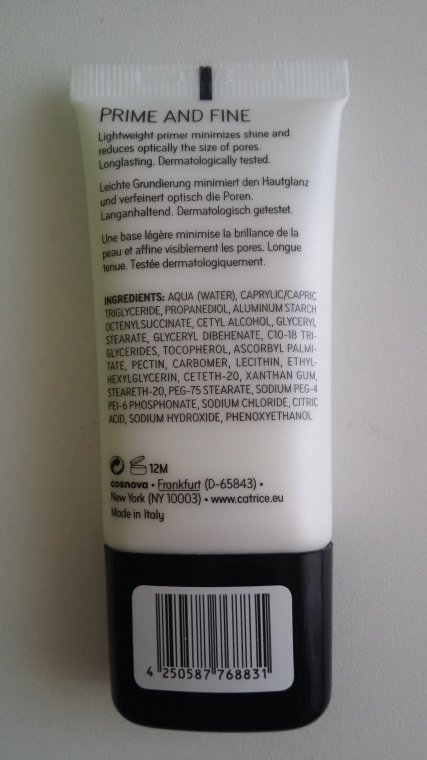 PRIME AND FINE
Lightweight primer minimizes shine and
reduces optically the size of pores.
Longlasting. Dermatologically tested.
Leichte Grundierung minimiert den Hautglanz
und verfeinert optisch die Poren.
Langanhaltend. Dermatologisch getestet.
Une base légère minimise la brillance de la
peau et affine visiblement les pores. Longue
tenue. Testée dermatologiquement.
INGREDIENTS: AQUA (WATER), CAPRYLIC/CAPRIC
TRIGLYCERIDE, PROPANEDIOL, ALUMINUM STARCH
OCTENYLSUCCINATE, CETYL ALCOHOL, GLYCERYL
STEARATE, GLYCERYL DIBEHENATE, C10-18 TRI-
GLYCERIDES, TOCOPHEROL, ASCORBYL PALMI-
TATE, PECTIN, CARBOMER, LECITHIN, ETHYL-
HEXYLGLYCERIN, CETETH-20, XANTHAN GUM,
STEARETH-20, PEG-75 STEARATE, SODIUM PEG-4
PEI-6 PHOSPHONATE, SODIUM CHLORIDE, CITRIC
ACID, SODIUM HYDROXIDE, PHENOXYETHANOL.
12M
cosnova • Frankfurt (D-65843) •
New York (NY 10003) • www.catrice.eu
Made in Italy
4 250587 768831